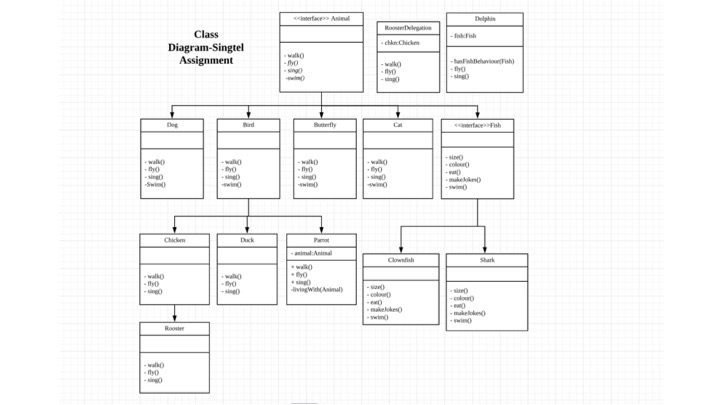 Class
Diagram-Singtel
Assignment
<<interface>> Animal
- walk()
- fly()
- sing()
-swim()
RoosterDelegation
- chkn:Chicken
- walk()
- fly()
- sing()
Dolphin
- fish:Fish
- hasFishBehaviour(Fish)
- fly()
- sing()
Dog
- walk()
- fly()
- sing()
-Swim()
Bird
- walk()
- fly()
- sing()
-swim()
Butterfly
- walk()
- fly()
- sing()
-swim()
Cat
- walk()
- fly()
- sing()
-swim()
<<interface>>Fish
- size()
- colour()
- eat()
- makeJokes()
- swim()
Chicken
- walk()
- fly()
- sing()
Duck
- walk()
- fly()
- sing()
Parrot
- animal:Animal
+ walk()
+ fly()
+ sing()
-livingWith(Animal)
Clownfish
- size()
- colour()
- eat()
- makeJokes()
- swim()
Shark
- size()
- colour()
- eat()
- makeJokes()
- swim()
Rooster
- walk()
- fly()
- sing()